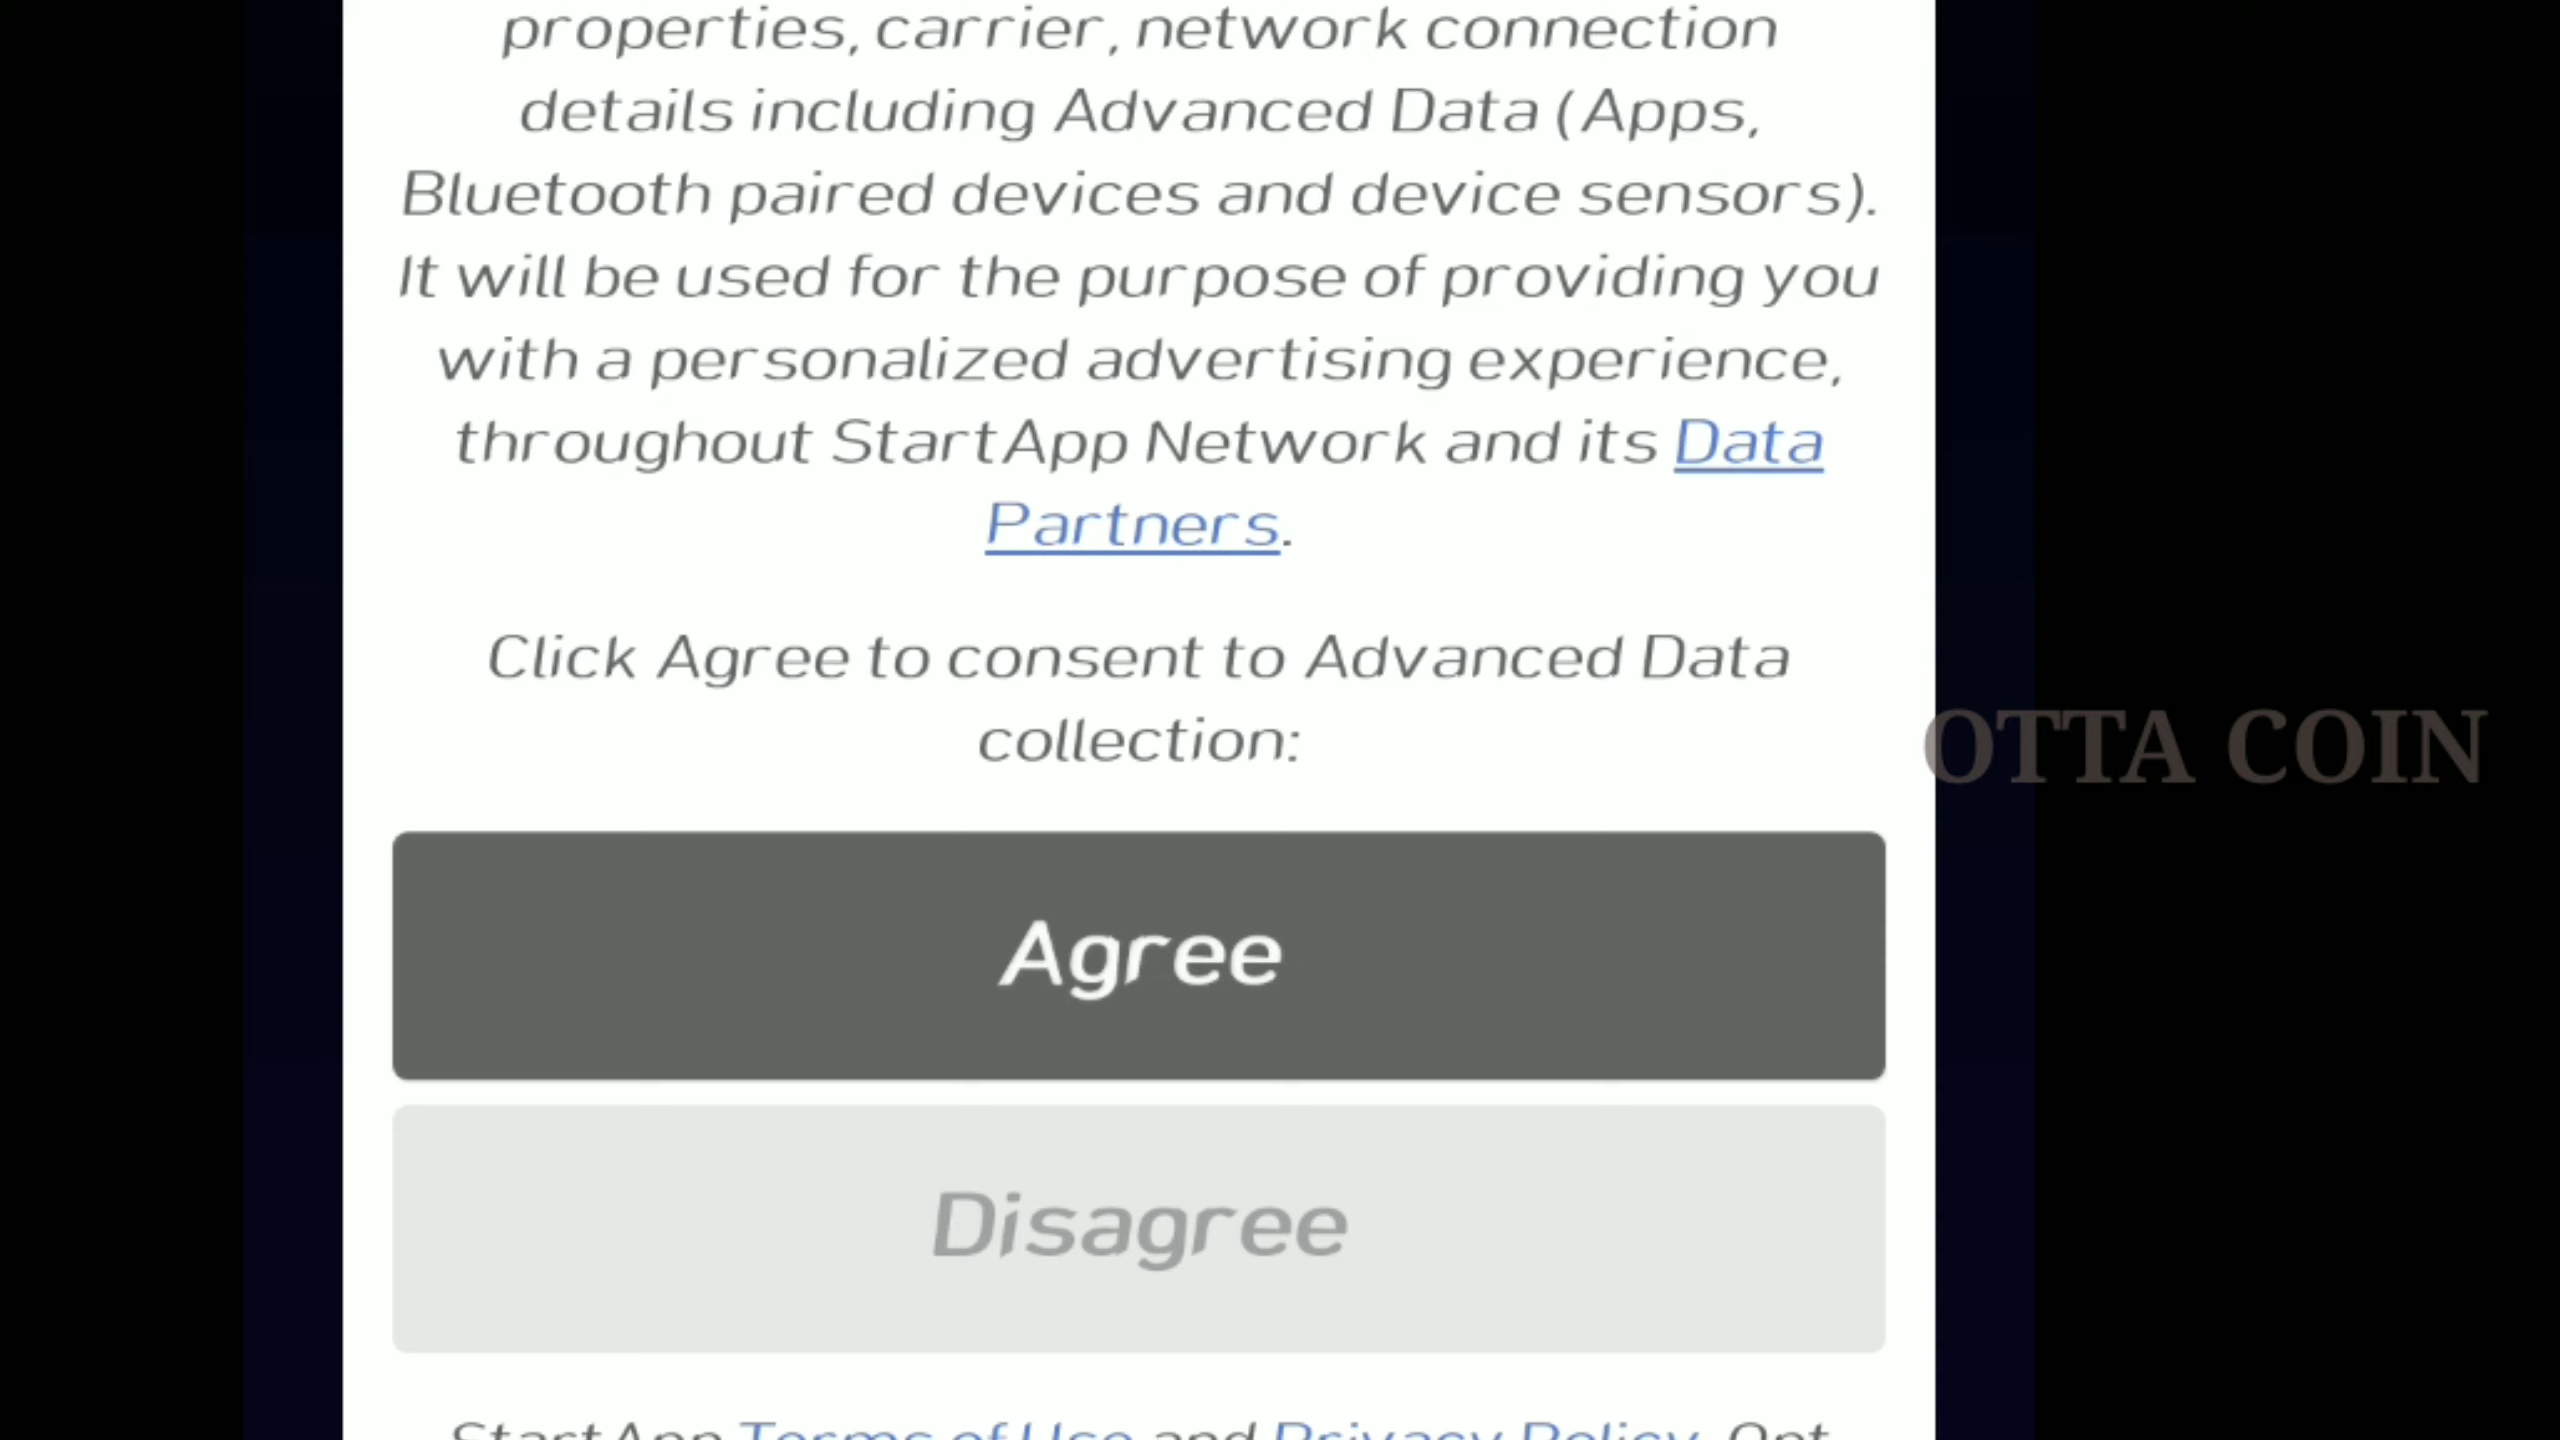 properties, carrier, network connection
details including Advanced Data (Apps,
Bluetooth paired devices and device sensors).
It will be used for the purpose of providing you
with a personalized advertising experience,
throughout StartApp Network and its Data
Partners.
Click Agree to consent to Advanced Data
collection:
OTTA COIN
Agree
Disagree
StartApp Terms of Use and Privacy Policy. Opt